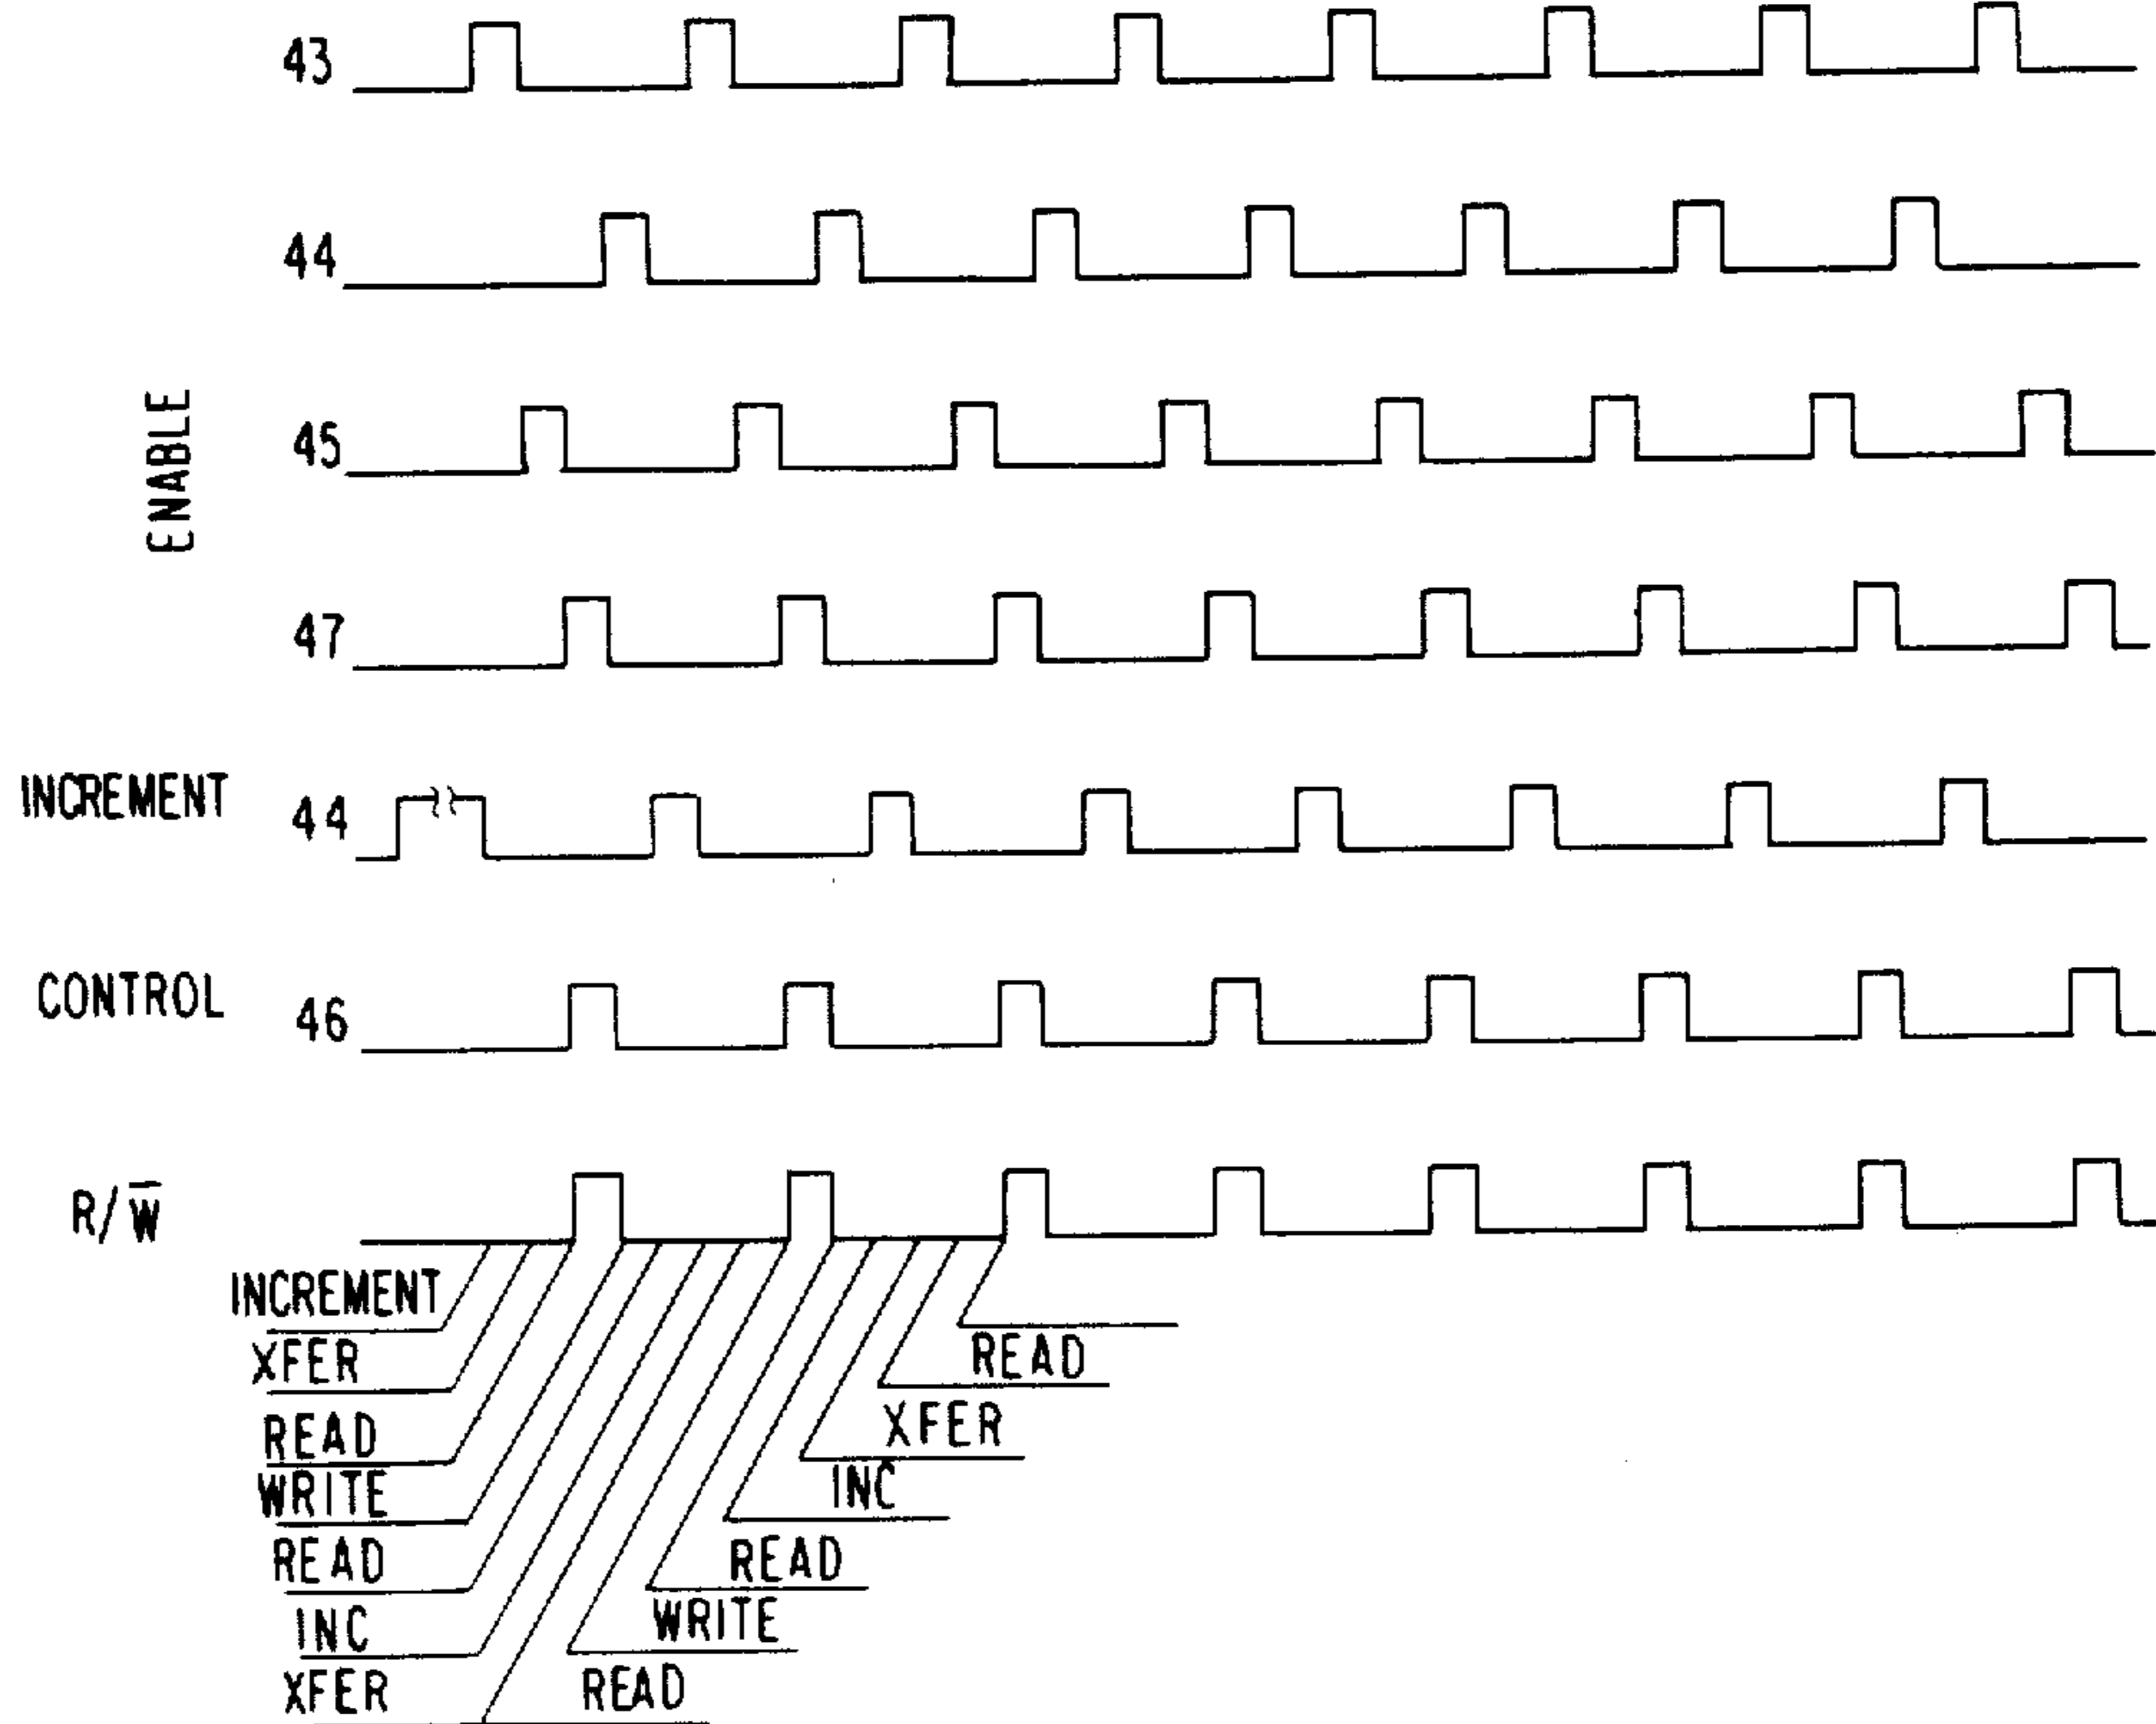 43
44
ENABLE
45
47
INCREMENT
44
CONTROL
46
R/W̅
INCREMENT
XFER
READ
WRITE
READ
INC
XFER
READ
WRITE
READ
INC
XFER
READ